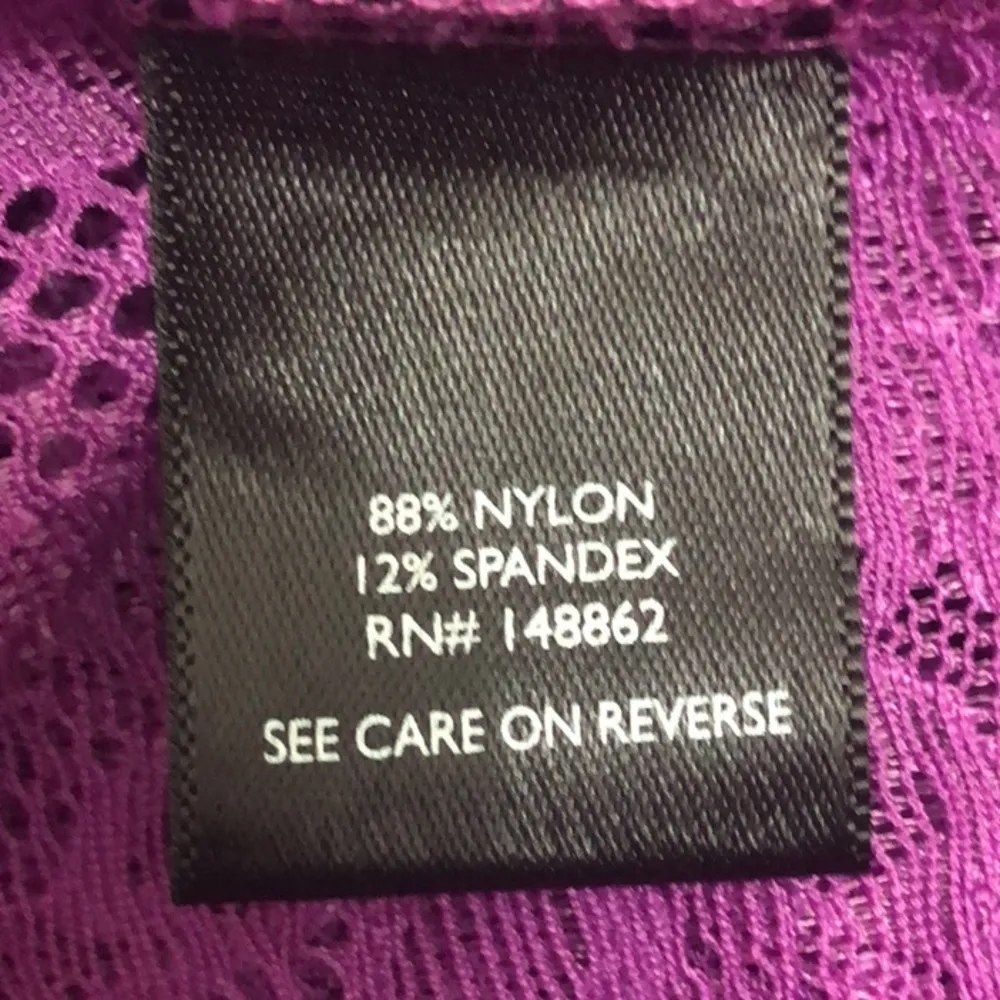 88% NYLON
12% SPANDEX
RN# 148862
SEE CARE ON REVERSE